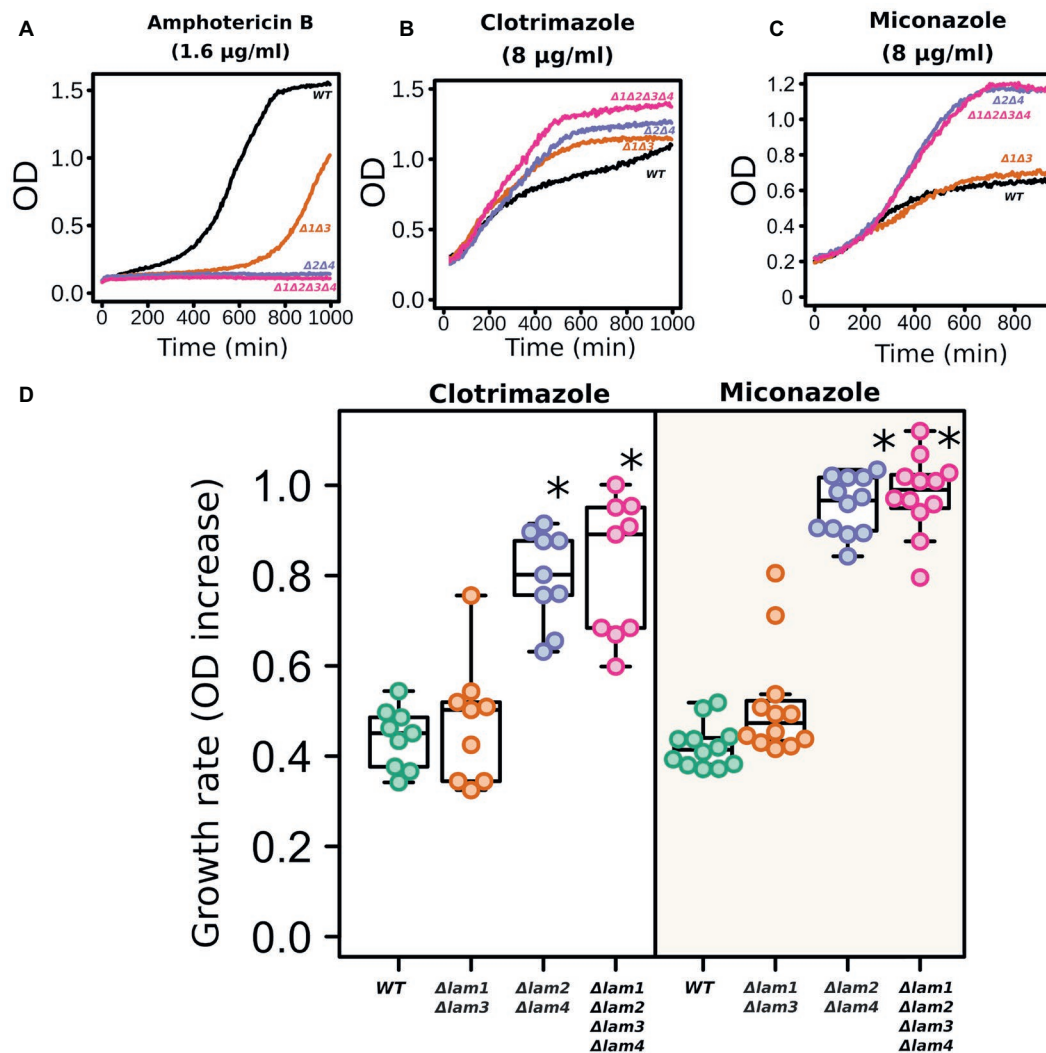 A
Amphotericin B
(1.6 µg/ml)
OD
1.5
1.0
0.5
0.0
WT
Δ1Δ3
Δ2Δ4
Δ1Δ2Δ3Δ4
0 200 400 600 800 1000
Time (min)
B
Clotrimazole
(8 µg/ml)
OD
1.5
1.0
0.5
0.0
Δ1Δ2Δ3Δ4
Δ2Δ4
Δ1Δ3
WT
0 200 400 600 800 1000
Time (min)
C
Miconazole
(8 µg/ml)
OD
1.2
1.0
0.8
0.6
0.4
0.2
0
Δ2Δ4
Δ1Δ2Δ3Δ4
Δ1Δ3
WT
0 200 400 600 800
Time (min)
D
Clotrimazole Miconazole
Growth rate (OD increase)
1.0
0.8
0.6
0.4
0.2
0.0
* * * *
WT
Δlam1
Δlam3
Δlam2
Δlam4
Δlam1
Δlam2
Δlam3
Δlam4
WT
Δlam1
Δlam3
Δlam2
Δlam4
Δlam1
Δlam2
Δlam3
Δlam4